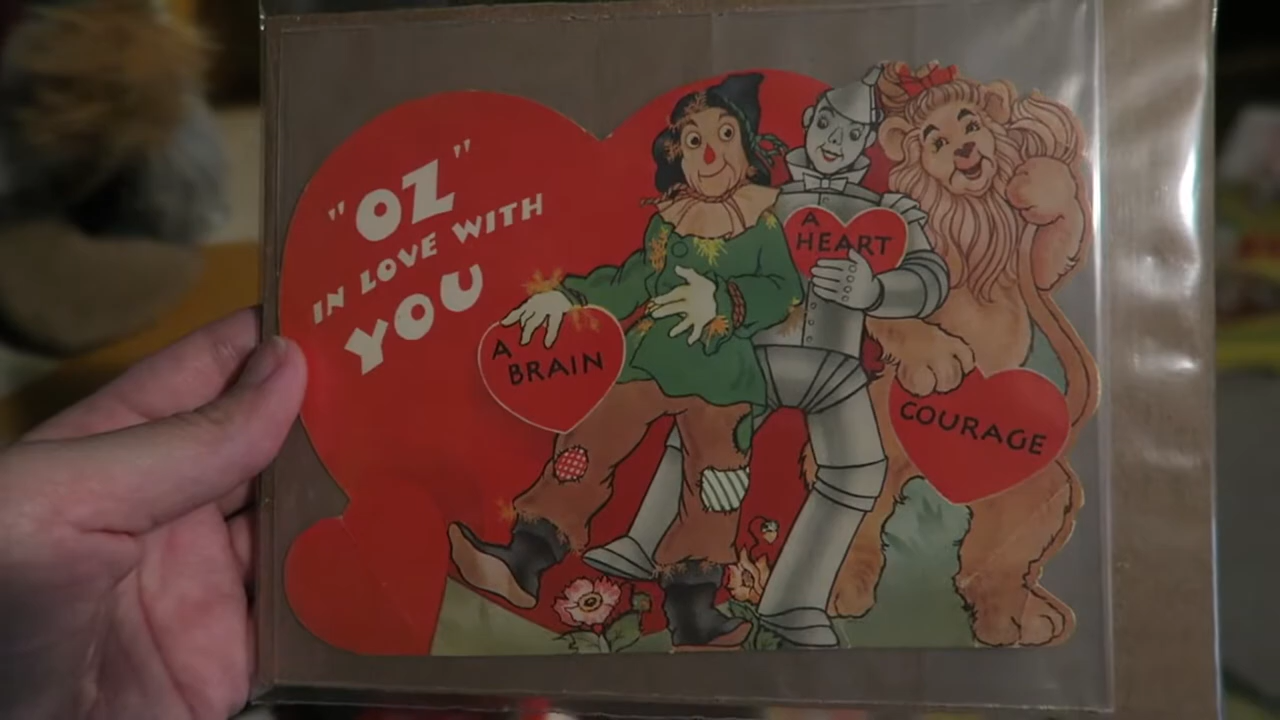 "OZ"
IN LOVE WITH
YOU
A
BRAIN
A
HEART
COURAGE